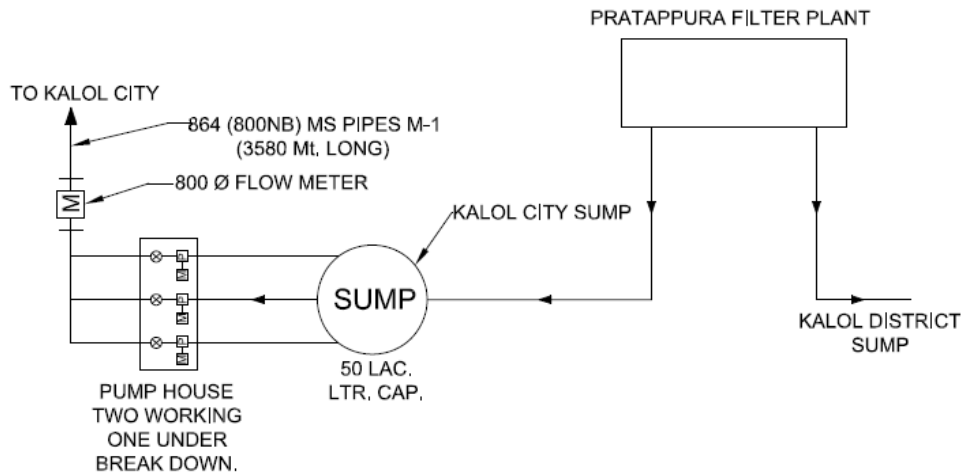 PRATAPPURA FILTER PLANT
TO KALOL CITY
864 (800NB) MS PIPES M-1
(3580 Mt. LONG)
800 Ø FLOW METER
M
KALOL CITY SUMP
SUMP
50 LAC.
LTR. CAP.
KALOL DISTRICT
SUMP
P
M
P
M
P
M
PUMP HOUSE
TWO WORKING
ONE UNDER
BREAK DOWN.